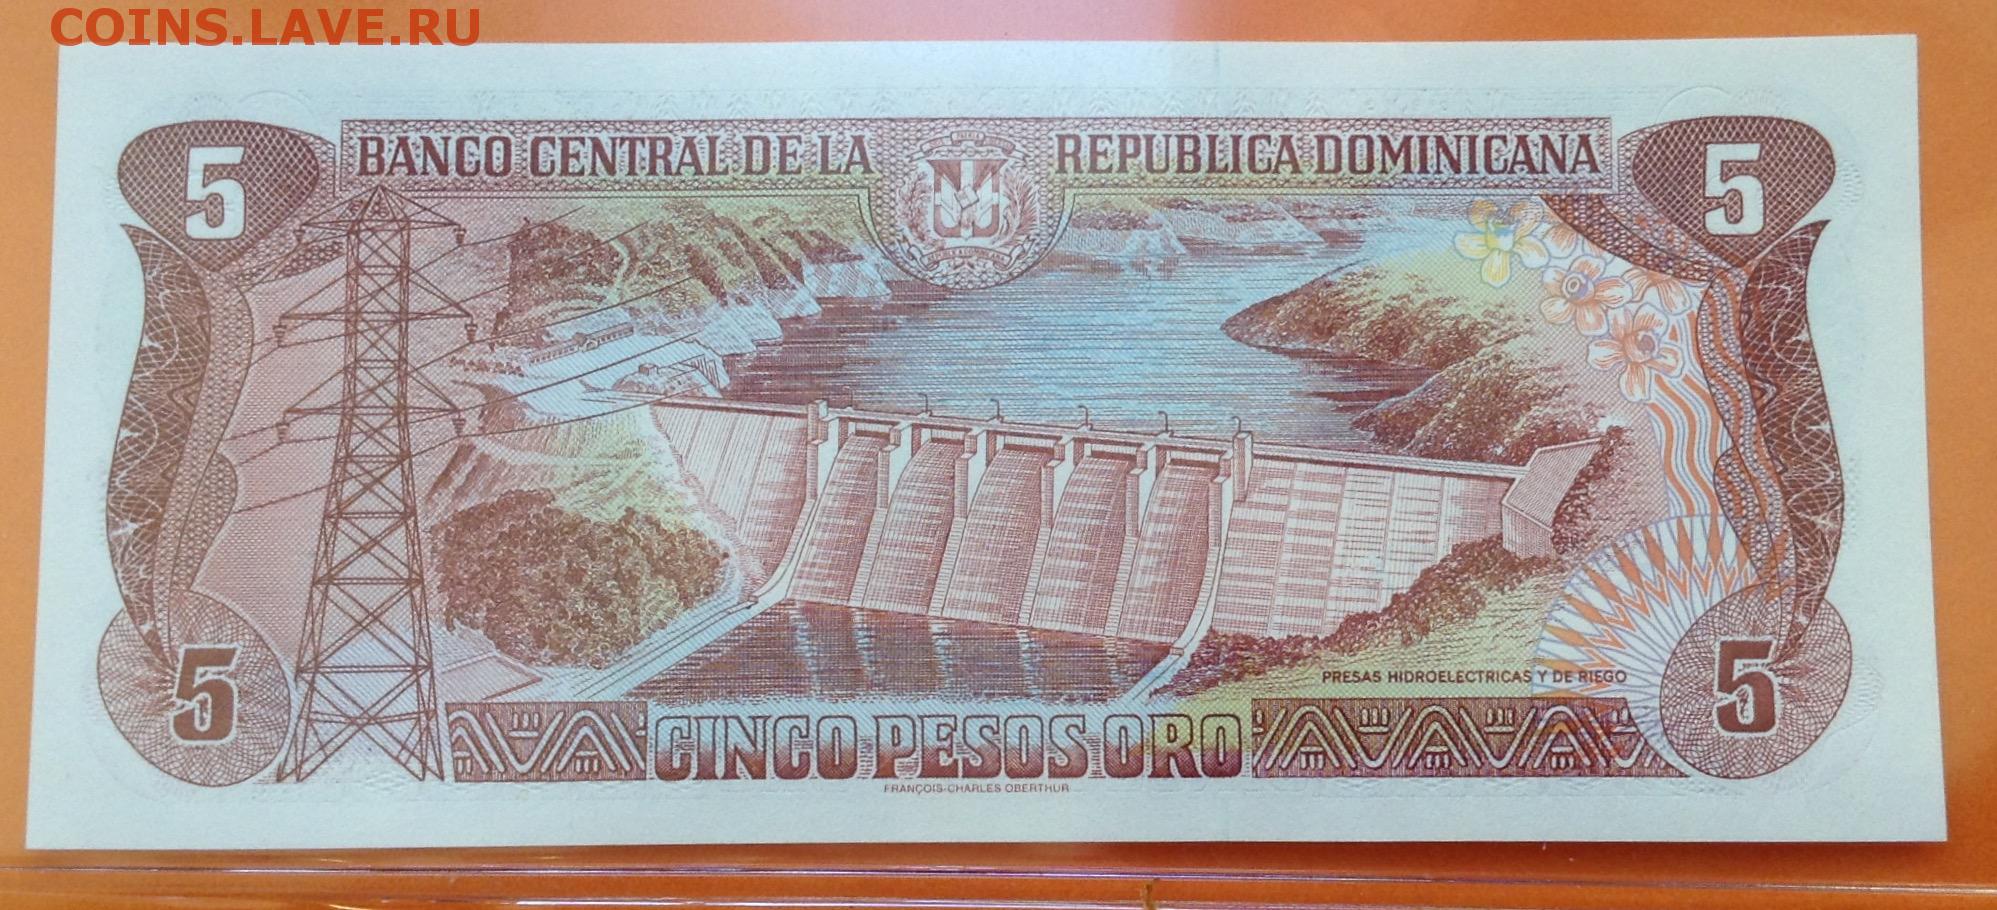 COINS.LAVE.RU
5 BANCO CENTRAL DE LA REPUBLICA DOMINICANA 5
PRESAS HIDROELECTRICAS Y DE RIEGO
5 CINCO PESOS ORO 5
FRANÇOIS-CHARLES OBERTHUR